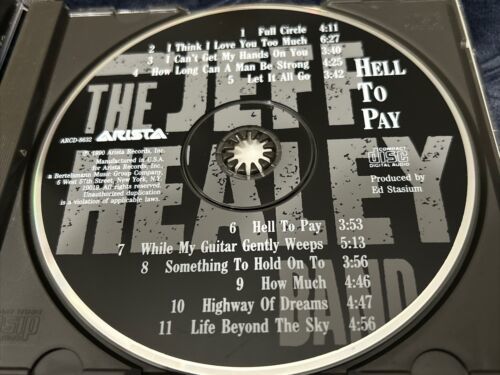 1 Full Circle 4:11
2 I Think I Love You Too Much 6:27
3 I Can't Get My Hands On You 3:40
4 How Long Can A Man Be Strong 4:25
5 Let It All Go 3:42
HELL
TO
PAY
THE JEFF
HEALEY
BAND
ARCD-8632 ARISTA
© 1990 Arista Records, Inc.
Manufactured in U.S.A.
for Arista Records, Inc.,
a Bertelsmann Music Group Company,
6 West 57th Street, New York, N.Y.
10019. All rights reserved.
Unauthorized duplication
is a violation of applicable laws.
COMPACT
disc
DIGITAL AUDIO
Produced by
Ed Stasium
6 Hell To Pay 3:53
7 While My Guitar Gently Weeps 5:13
8 Something To Hold On To 3:56
9 How Much 4:46
10 Highway Of Dreams 4:47
11 Life Beyond The Sky 4:56